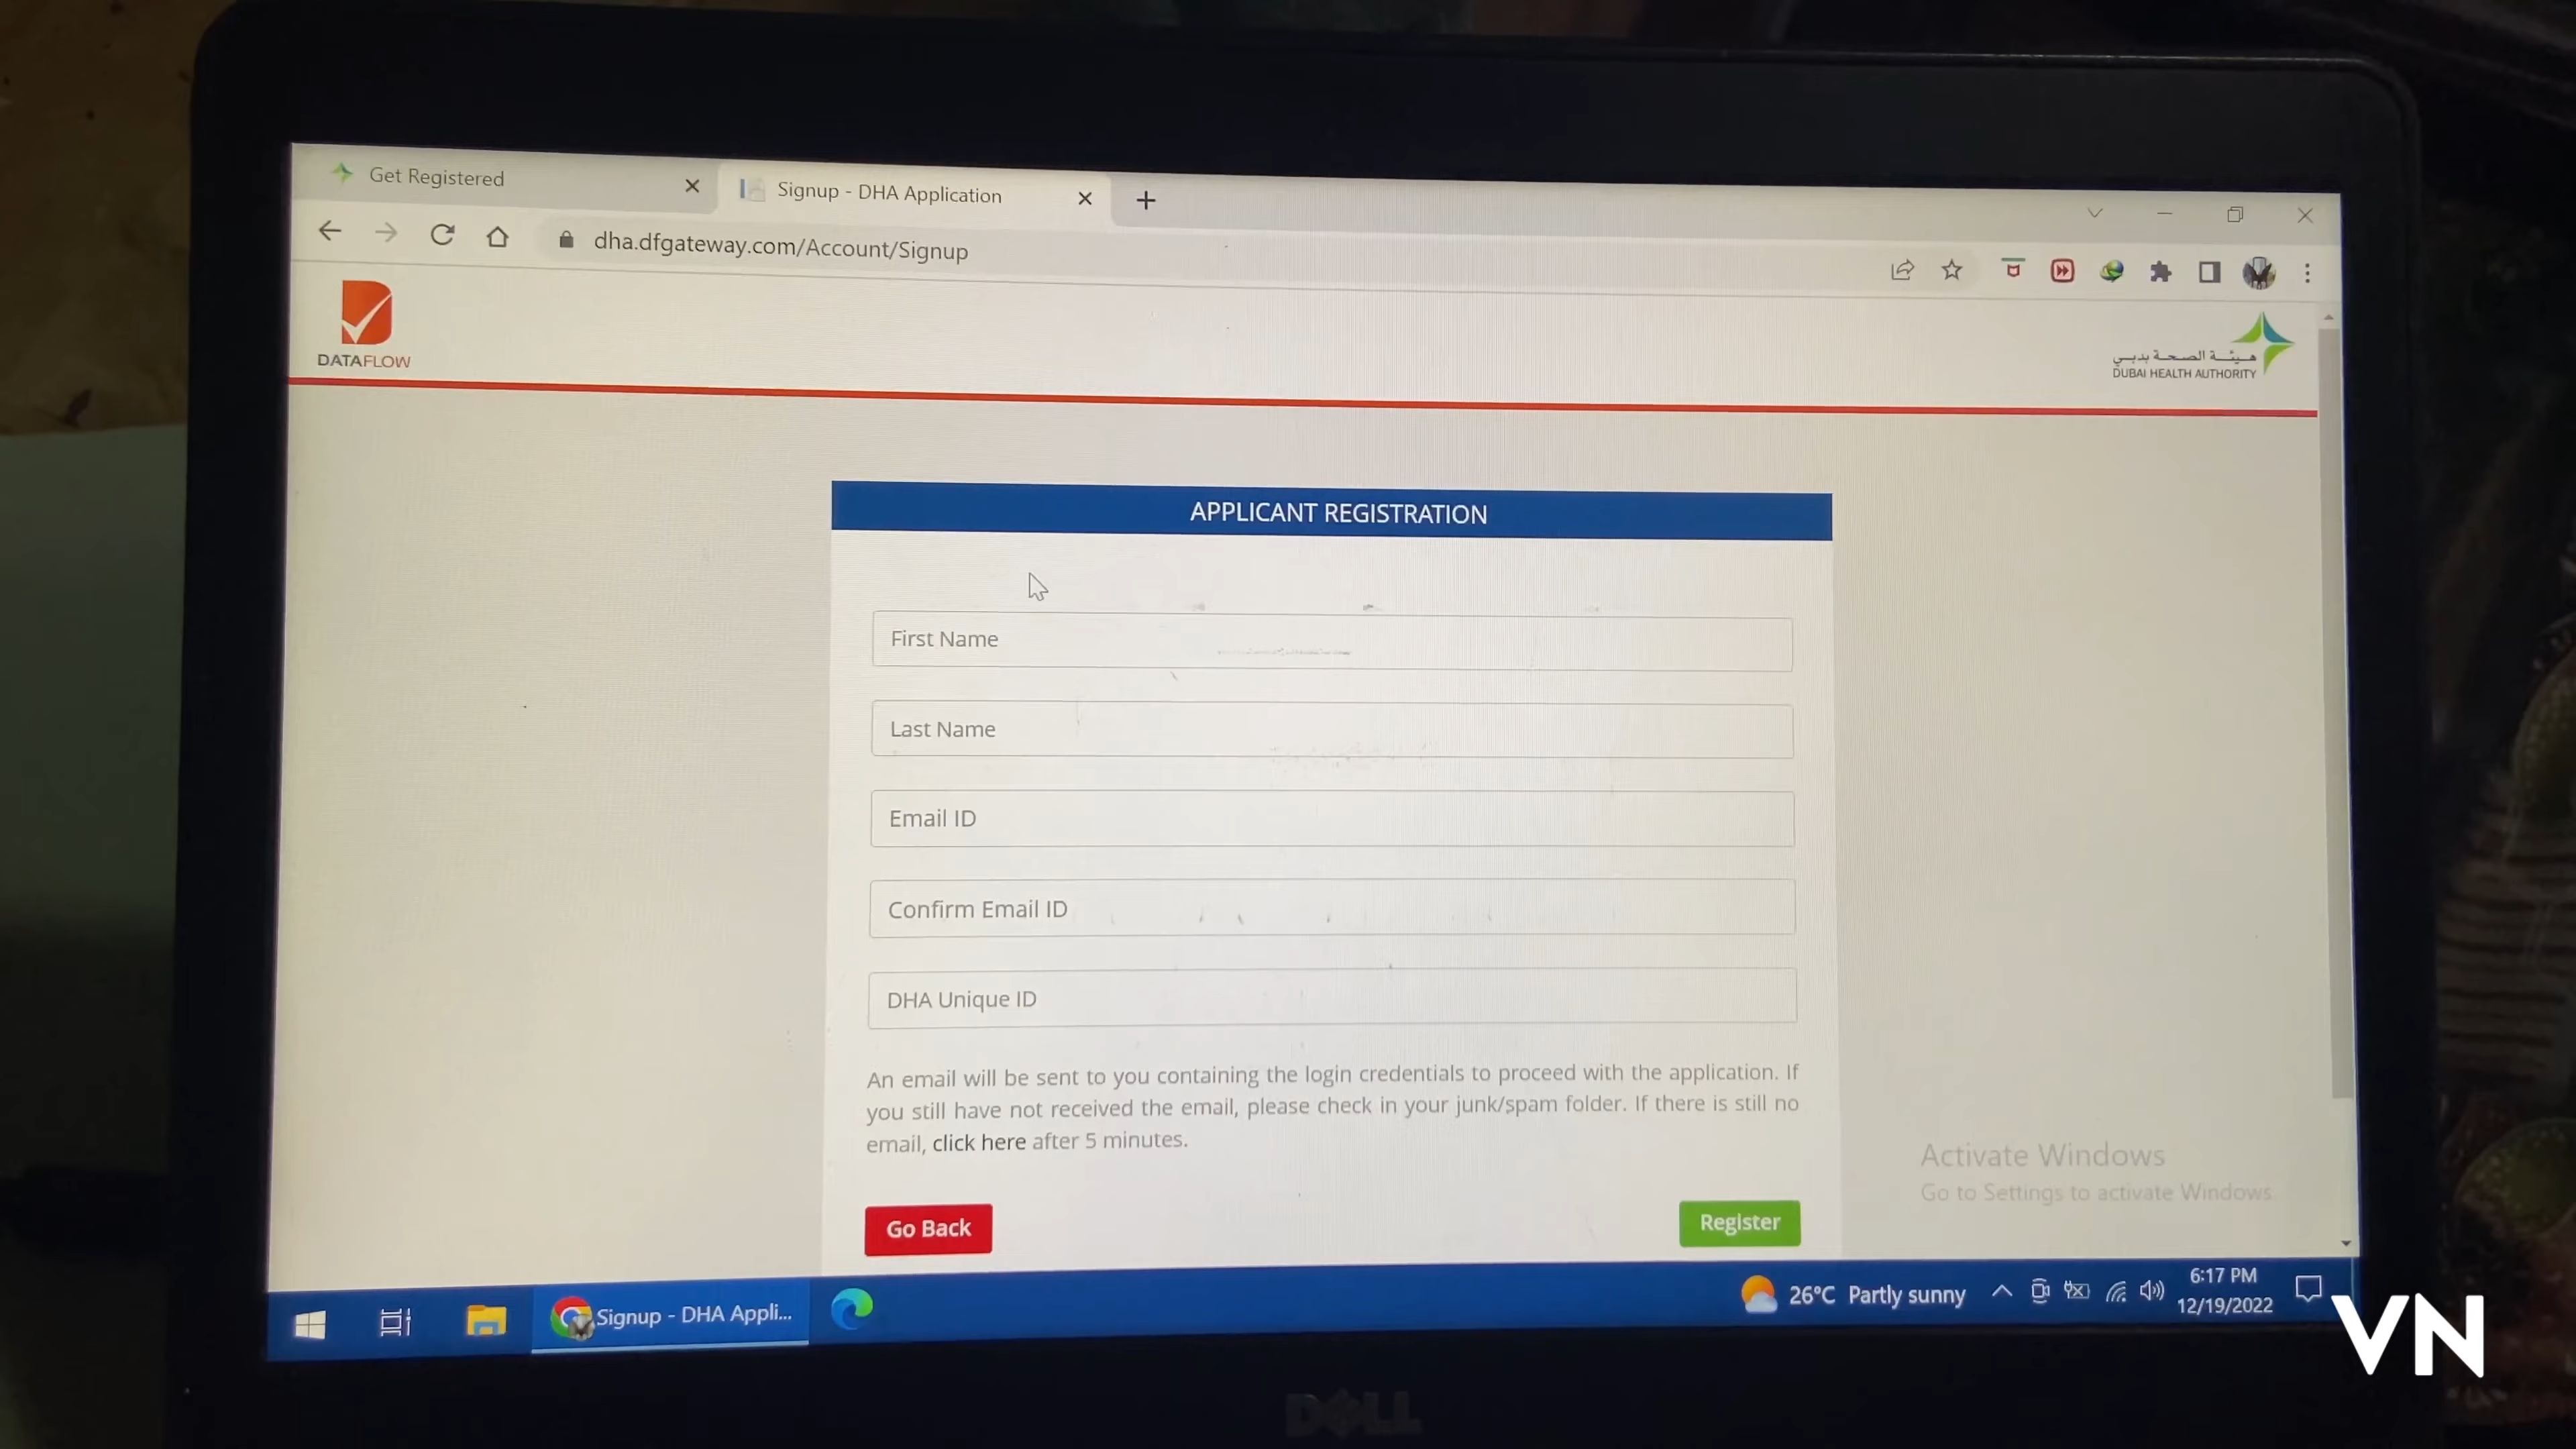 Get Registered
Signup - DHA Application
dha.dfgateway.com/Account/Signup
DATAFLOW
هيئة الصحة بدبي
DUBAI HEALTH AUTHORITY
APPLICANT REGISTRATION
First Name
Last Name
Email ID
Confirm Email ID
DHA Unique ID
An email will be sent to you containing the login credentials to proceed with the application. If
you still have not received the email, please check in your junk/spam folder. If there is still no
email, click here after 5 minutes.
Activate Windows
Go to Settings to activate Windows
Go Back
Register
Signup - DHA Appli...
26°C Partly sunny
6:17 PM
12/19/2022
VN
DELL